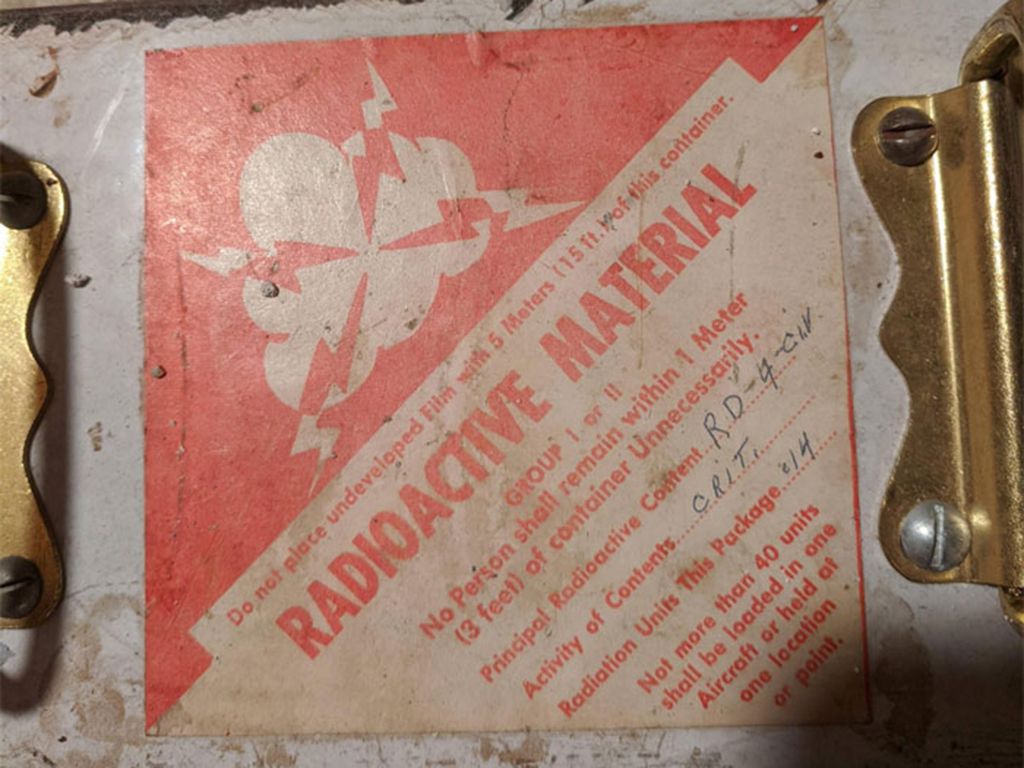 Do not place undeveloped Film with 5 Meters (15 ft.) of this container.
RADIOACTIVE MATERIAL
GROUP I or II
No Person shall remain within 1 Meter
(3 feet) of container Unnecessarily.
Principal Radioactive Content RD-4-
Activity of Contents CRIT.
Radiation Units This Package .14
Not more than 40 units
shall be loaded in one
Aircraft or held at
one location
or point.